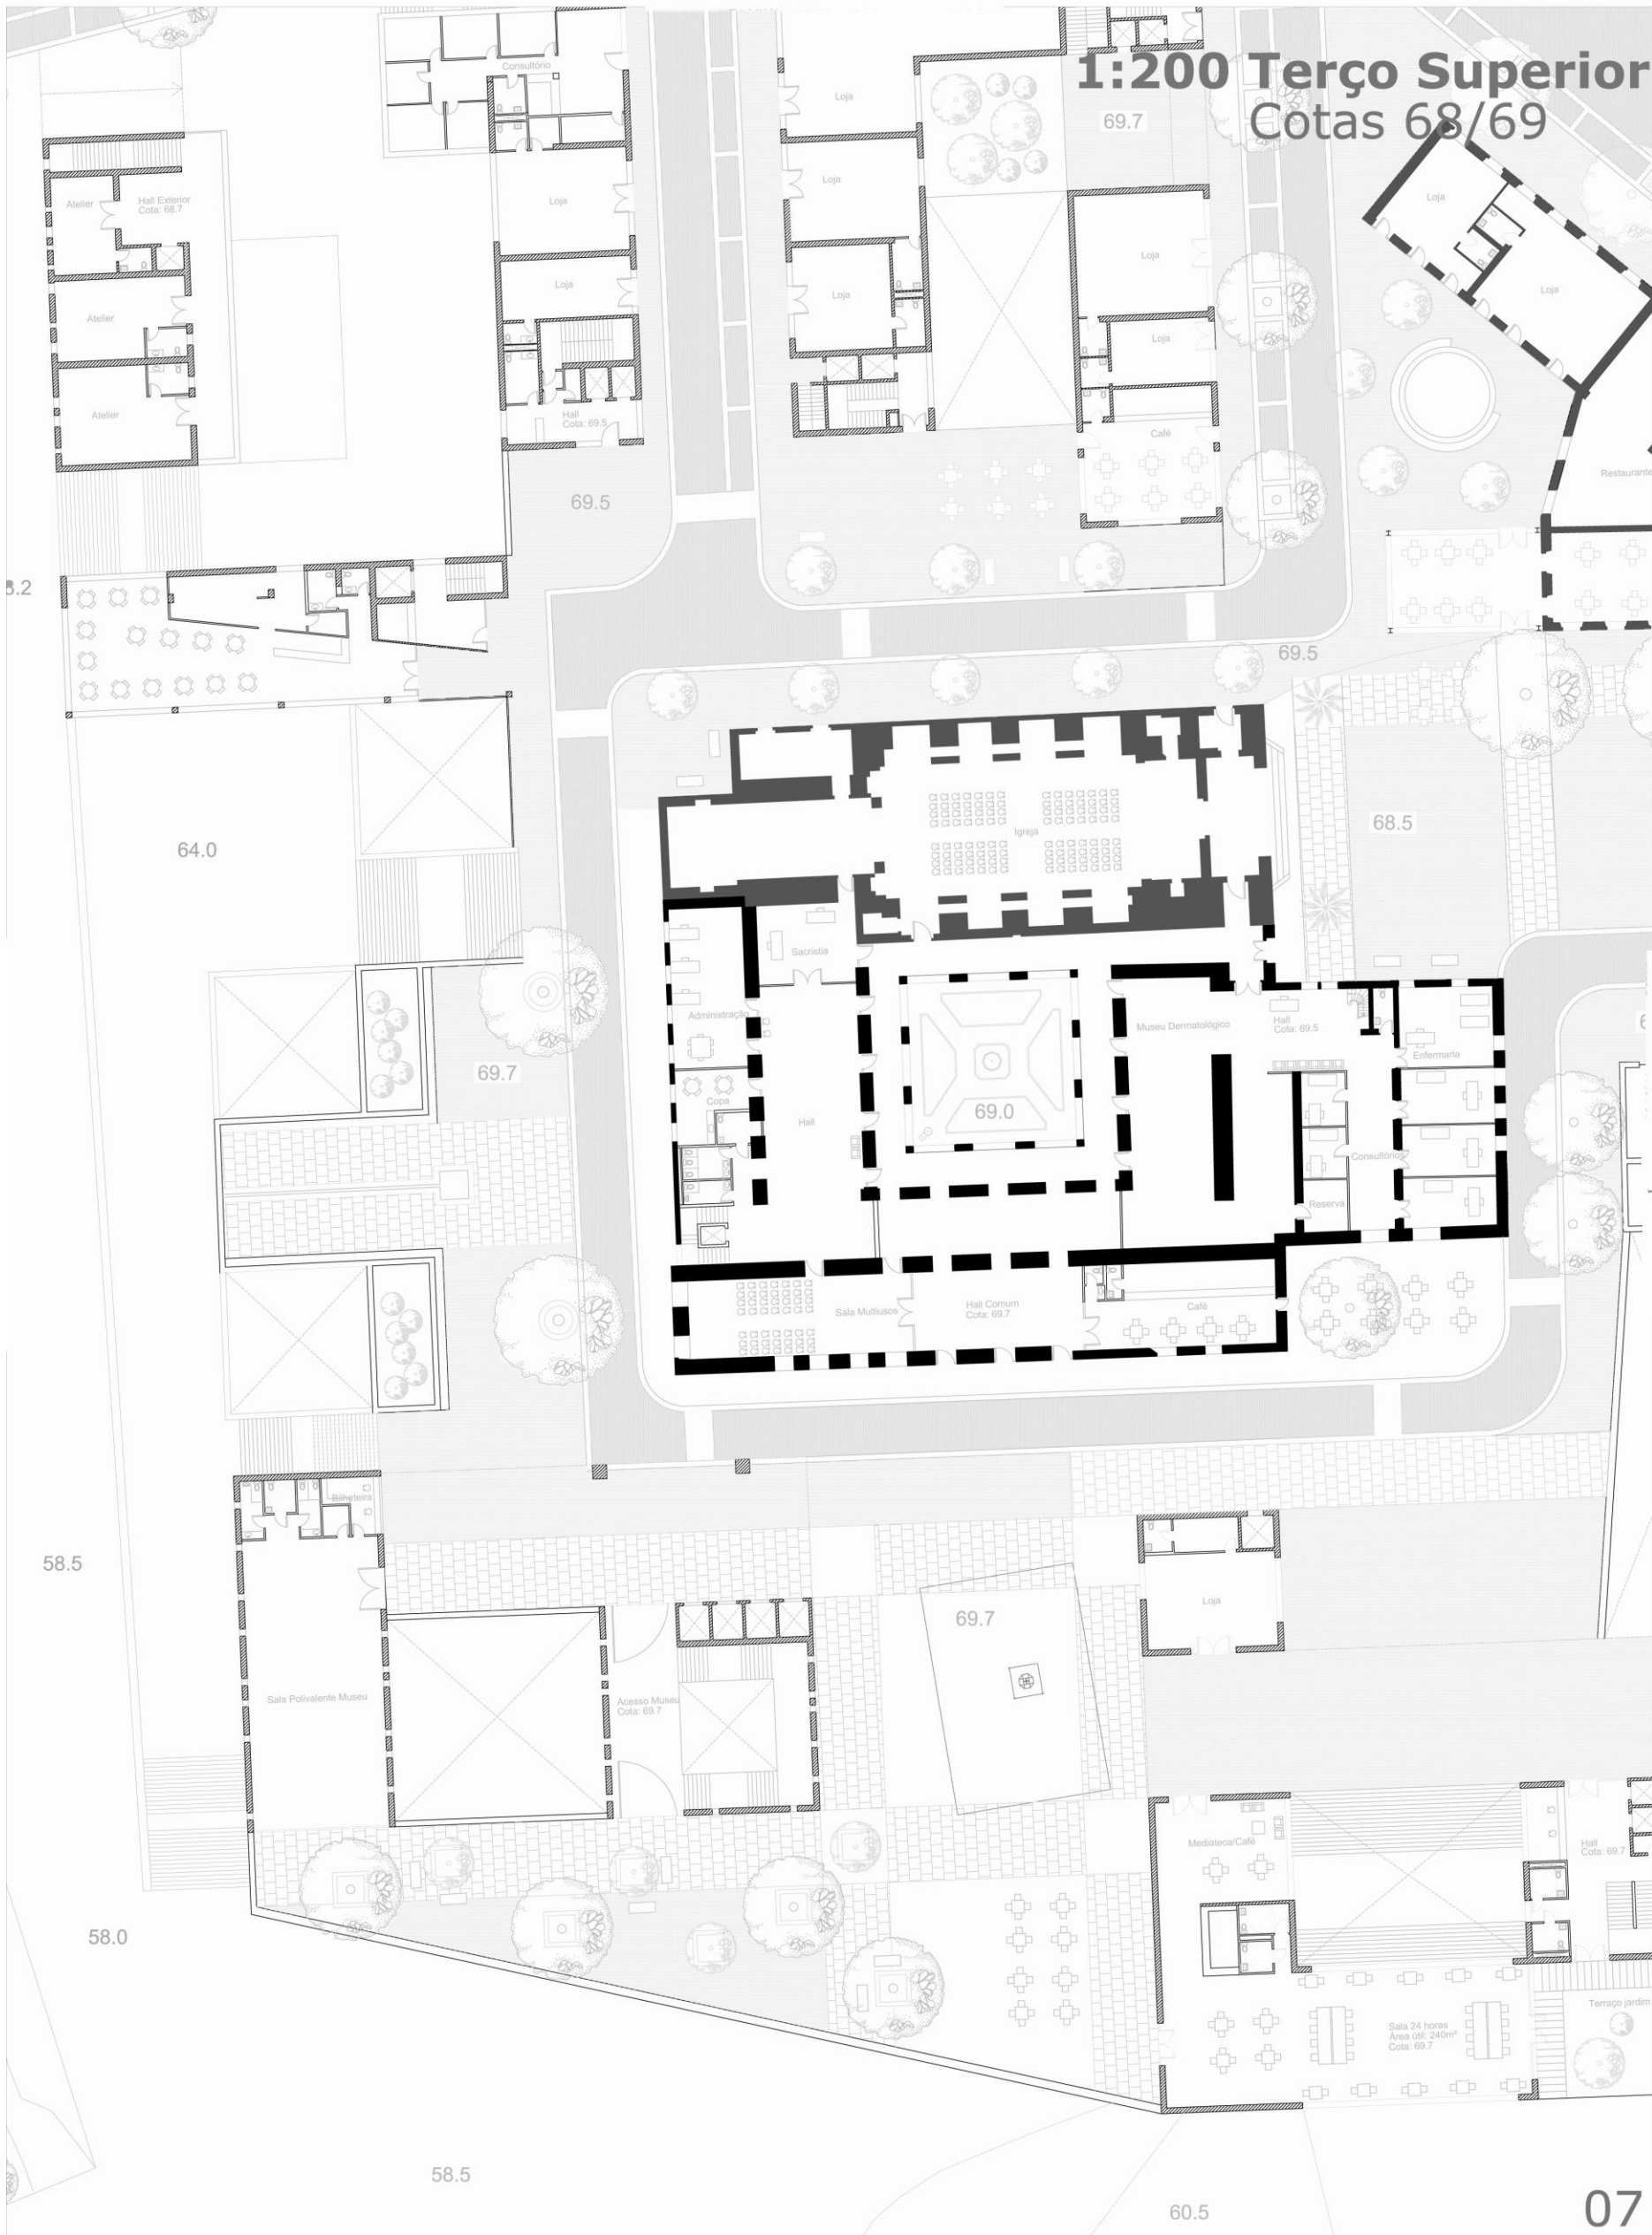 1:200 Terço Superior
Cotas 68/69
Consultório
Loja
69.7
Atelier
Hall Exterior
Cota: 68.7
Loja
Loja
Loja
Loja
Loja
Loja
Loja
Loja
Atelier
Loja
Atelier
Hall
Cota: 69.5
Café
Restaurante
69.5
69.5
Igreja
68.5
64.0
Sacristia
Administração
Museu Dermatológico
Hall
Cota: 69.5
Enfermaria
69.7
Copa
69.0
Hall
Consultórios
Reserva
Sala Multiusos
Hall Comum
Cota: 69.7
Café
Bilheteira
58.5
Loja
69.7
Sala Polivalente Museu
Acesso Museu
Cota: 69.7
Mediateca/Café
Hall
Cota: 69.7
58.0
Terraço jardim
Sala 24 horas
Área útil: 240m²
Cota: 69.7
58.5
60.5
07